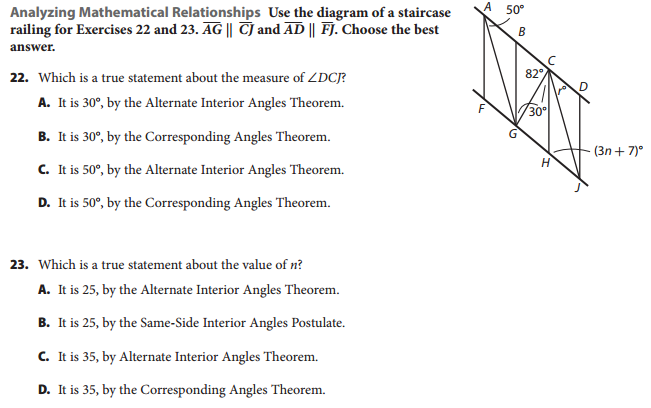 Analyzing Mathematical Relationships Use the diagram of a staircase
railing for Exercises 22 and 23. AG || CJ and AD || FJ. Choose the best
answer.
22. Which is a true statement about the measure of ∠DCJ?
A. It is 30°, by the Alternate Interior Angles Theorem.
B. It is 30°, by the Corresponding Angles Theorem.
C. It is 50°, by the Alternate Interior Angles Theorem.
D. It is 50°, by the Corresponding Angles Theorem.
23. Which is a true statement about the value of n?
A. It is 25, by the Alternate Interior Angles Theorem.
B. It is 25, by the Same-Side Interior Angles Postulate.
C. It is 35, by Alternate Interior Angles Theorem.
D. It is 35, by the Corresponding Angles Theorem.
A 50°
B
C
82°
r°
D
F
30°
G
(3n + 7)°
H
J